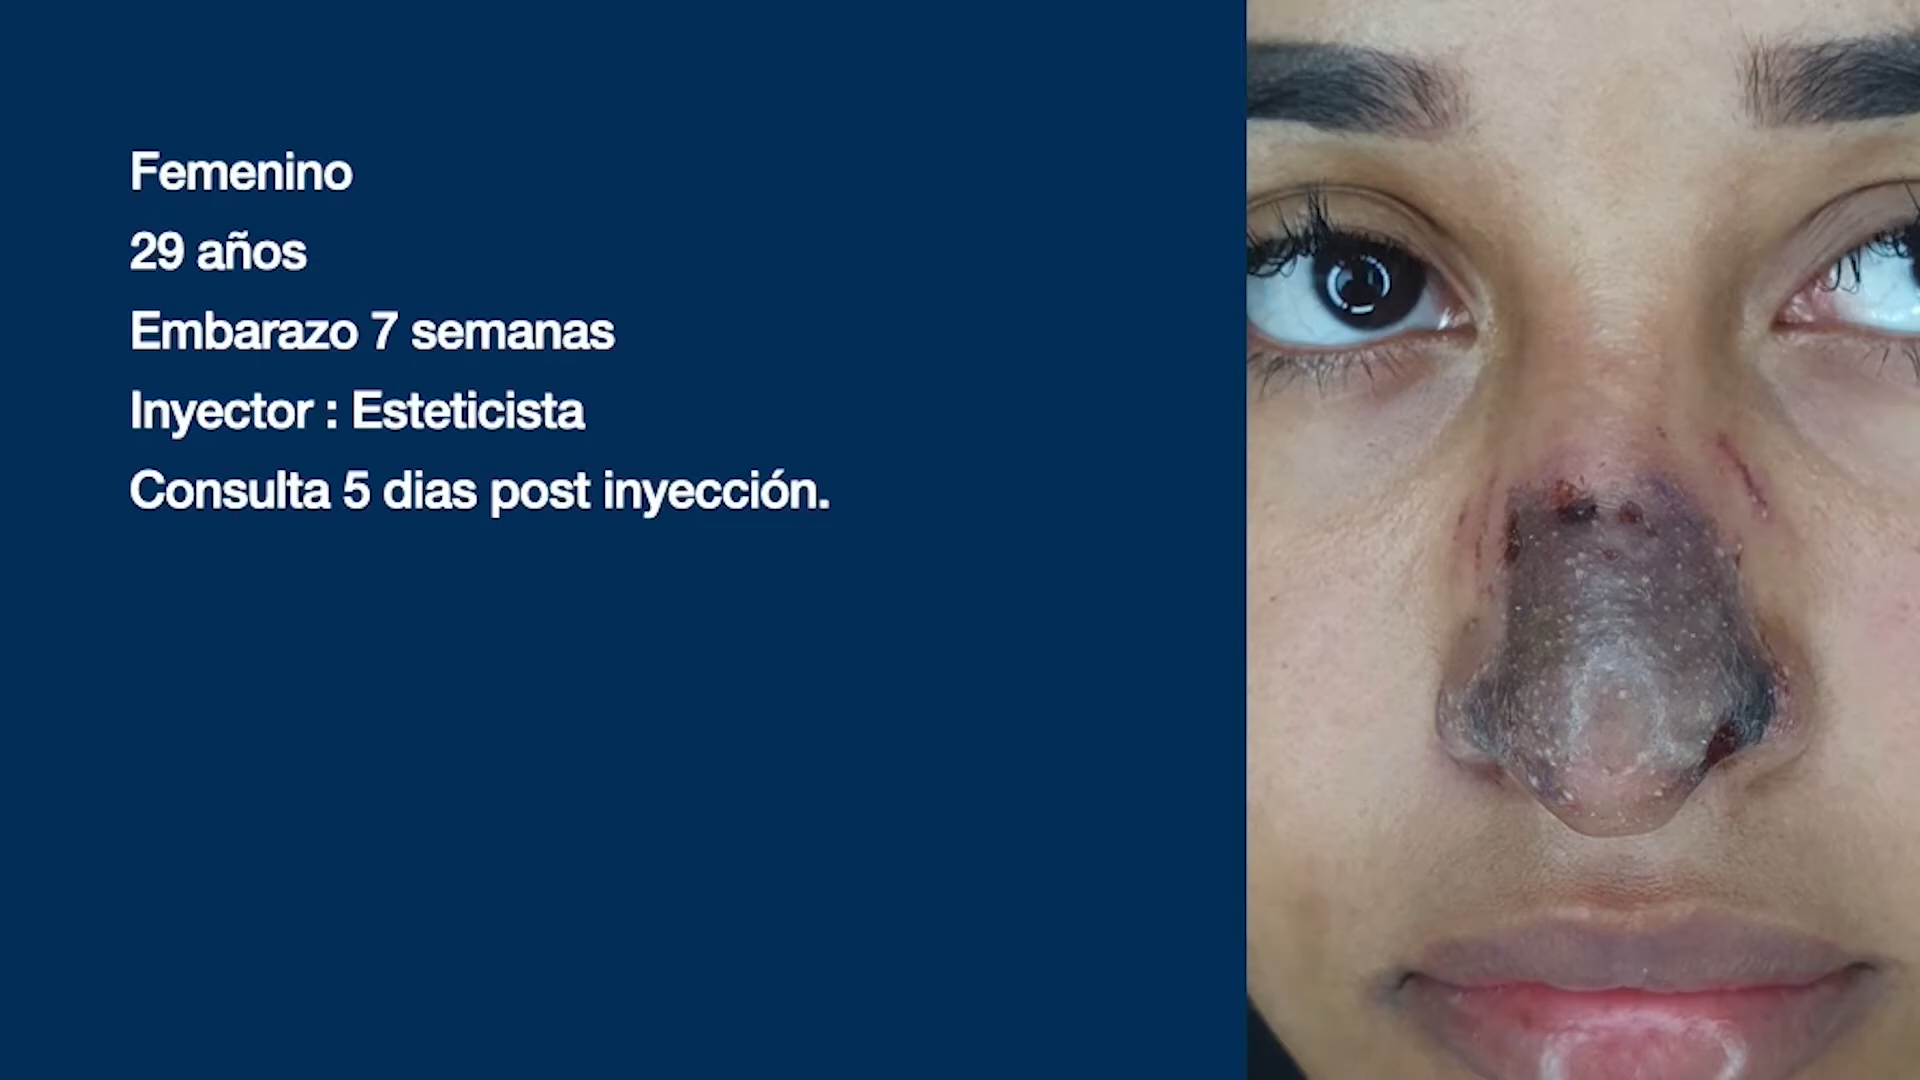 Femenino
29 años
Embarazo 7 semanas
Inyector : Esteticista
Consulta 5 dias post inyección.